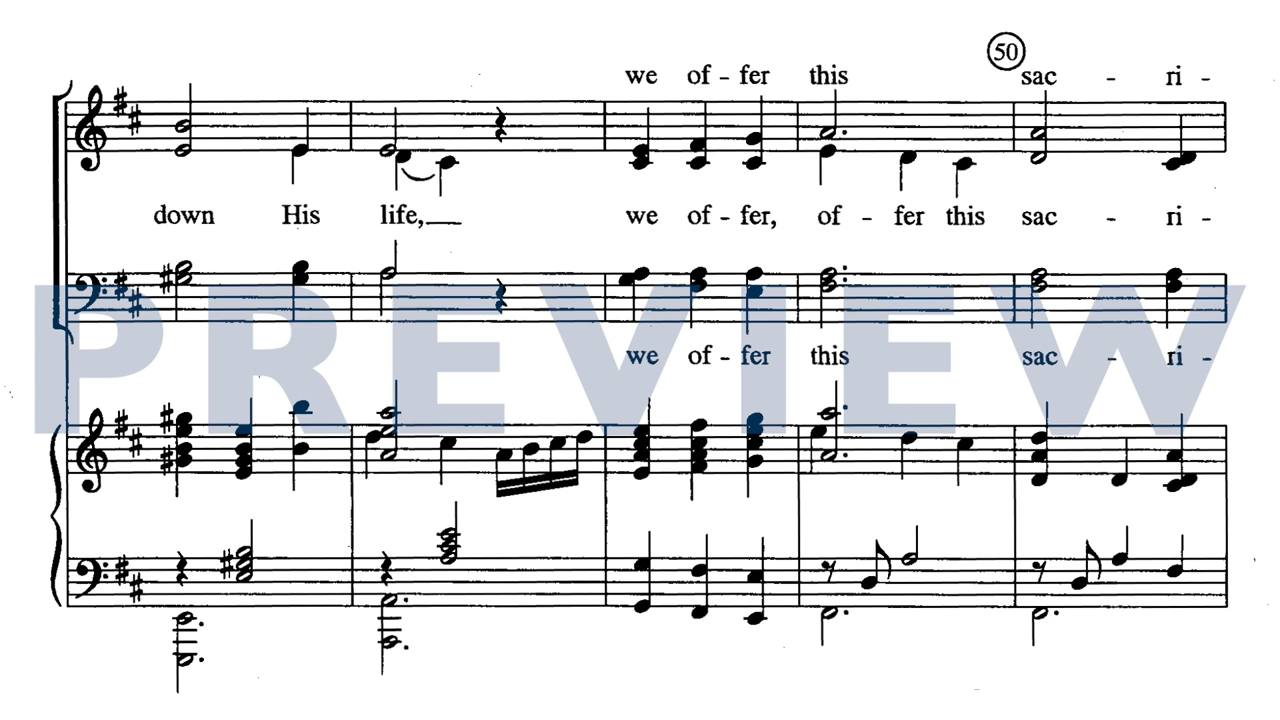 50
we of - fer this sac - ri -
down His life, we of - fer, of - fer this sac - ri -
we of - fer this sac - ri -
PREVIEW